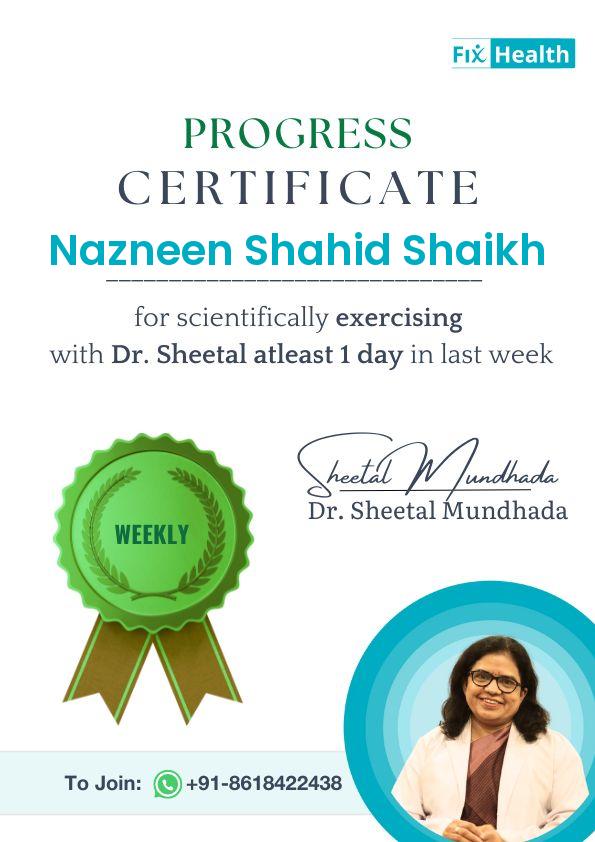 Fix Health
PROGRESS
CERTIFICATE
Nazneen Shahid Shaikh
for scientifically exercising
with Dr. Sheetal atleast 1 day in last week
Sheetal Mundhada
Dr. Sheetal Mundhada
WEEKLY
To Join: +91-8618422438